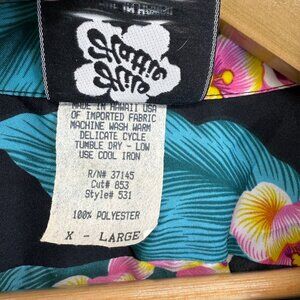 MADE IN HAWAII USA
OF IMPORTED FABRIC
MACHINE WASH WARM
DELICATE CYCLE
TUMBLE DRY - LOW
USE COOL IRON
R/N# 37145
Cut# 853
Style# 531
100% POLYESTER
X - LARGE